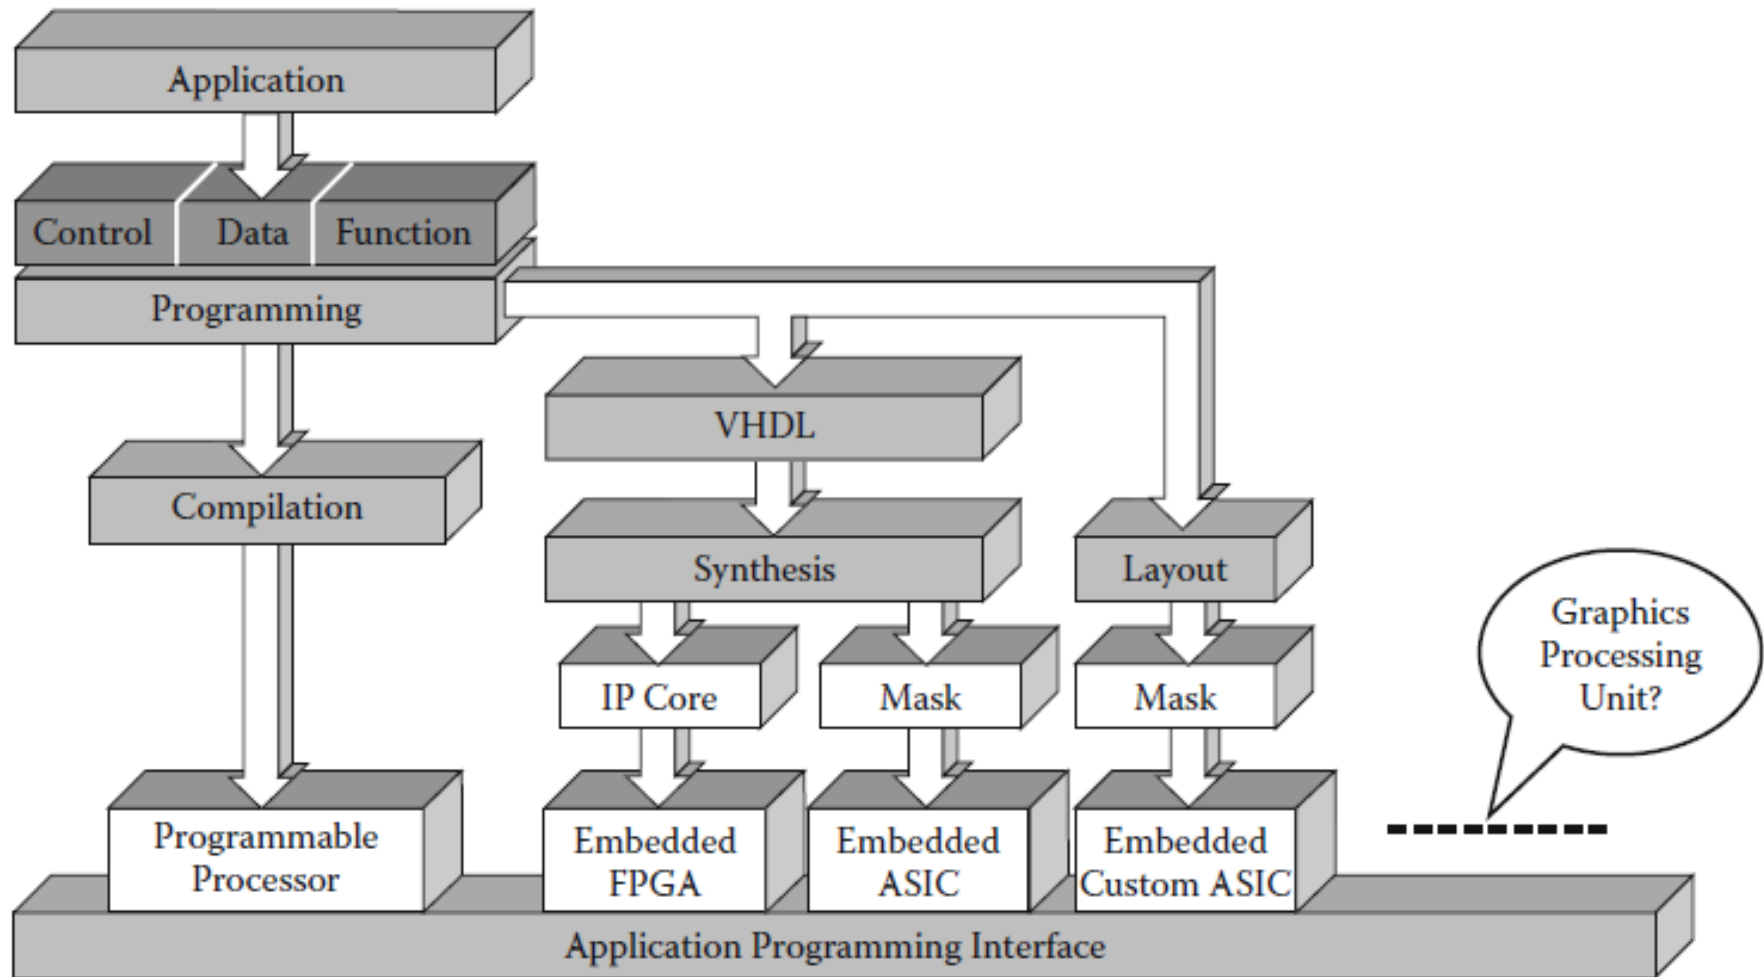 Application
Control Data Function
Programming
VHDL
Compilation
Synthesis
Layout
Graphics
Processing
Unit?
IP Core
Mask
Mask
Programmable
Processor
Embedded
FPGA
Embedded
ASIC
Embedded
Custom ASIC
Application Programming Interface